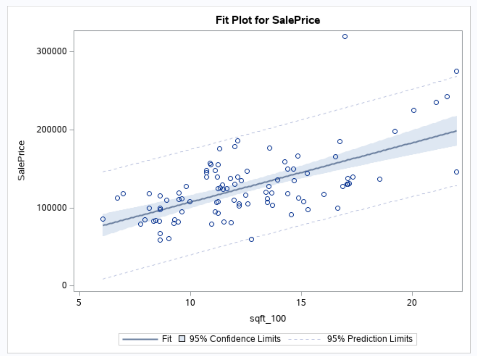 Fit Plot for SalePrice
300000
200000
100000
0
SalePrice
5 10 15 20
sqft_100
Fit 95% Confidence Limits 95% Prediction Limits